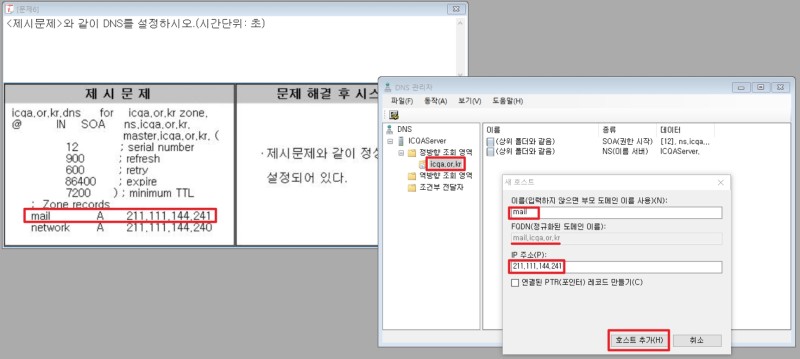 [문제6]
<제시문제>와 같이 DNS를 설정하시오.(시간단위: 초)
제 시 문 제
문제 해결 후 시스
icqa.or.kr.dns for icqa.or.kr zone.
@ IN SOA ns.icqa.or.kr.
master.icqa.or.kr. (
12 ; serial number
900 ; refresh
600 ; retry
86400 ; expire
7200 ) ; minimum TTL
; Zone records
mail A 211.111.144.241
network A 211.111.144.240
·제시문제와 같이 정상
설정되어 있다.
DNS 관리자
파일(F) 동작(A) 보기(V) 도움말(H)
DNS
ICQAServer
정방향 조회 영역
icqa.or.kr
역방향 조회 영역
조건부 전달자
이름 종류 데이터
(상위 폴더와 같음) SOA(권한 시작) [12], ns.icqa....
(상위 폴더와 같음) NS(이름 서버) ICQAServer.
새 호스트
이름(입력하지 않으면 부모 도메인 이름 사용)(N):
mail
FQDN(정규화된 도메인 이름):
mail.icqa.or.kr
IP 주소(P):
211.111.144.241
연결된 PTR(포인터) 레코드 만들기(C)
호스트 추가(H) 취소